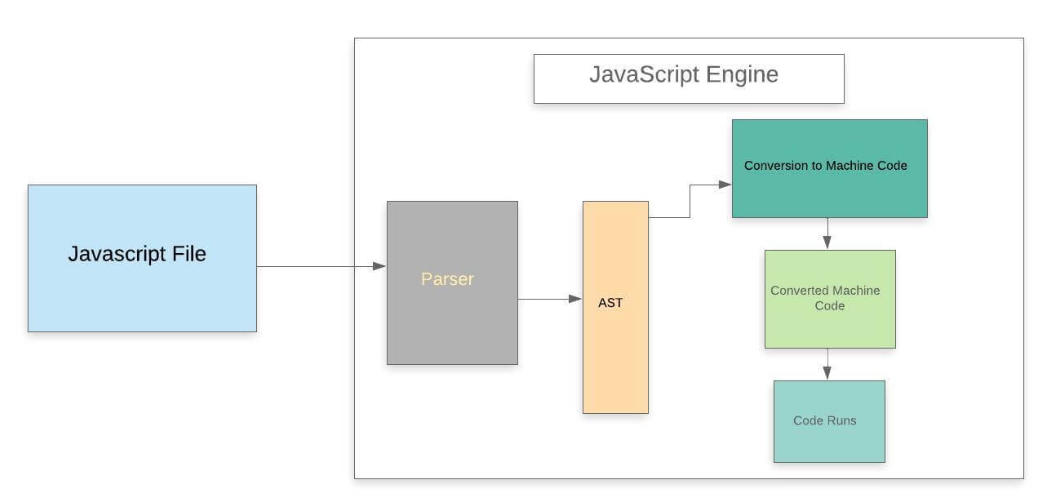 JavaScript Engine
Javascript File
Parser
AST
Conversion to Machine Code
Converted Machine
Code
Code Runs